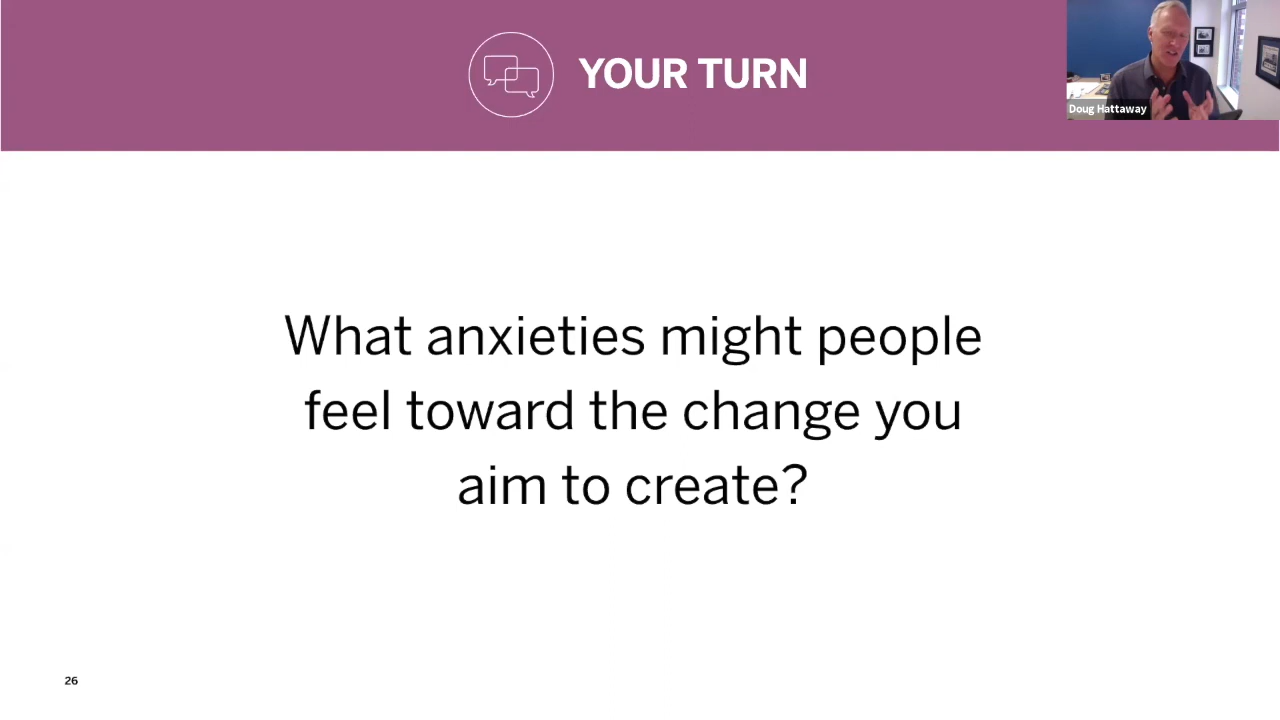 YOUR TURN
Doug Hattaway
What anxieties might people
feel toward the change you
aim to create?
26